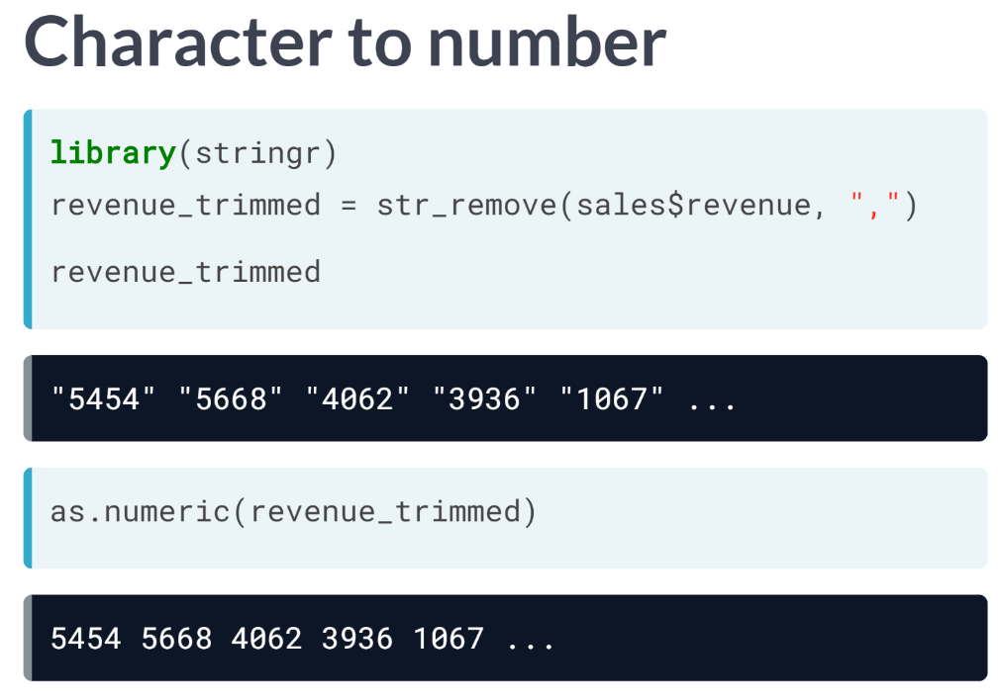 Character to number
library(stringr)
revenue_trimmed = str_remove(sales$revenue, ",")
revenue_trimmed
"5454" "5668" "4062" "3936" "1067" ...
as.numeric(revenue_trimmed)
5454 5668 4062 3936 1067 ...